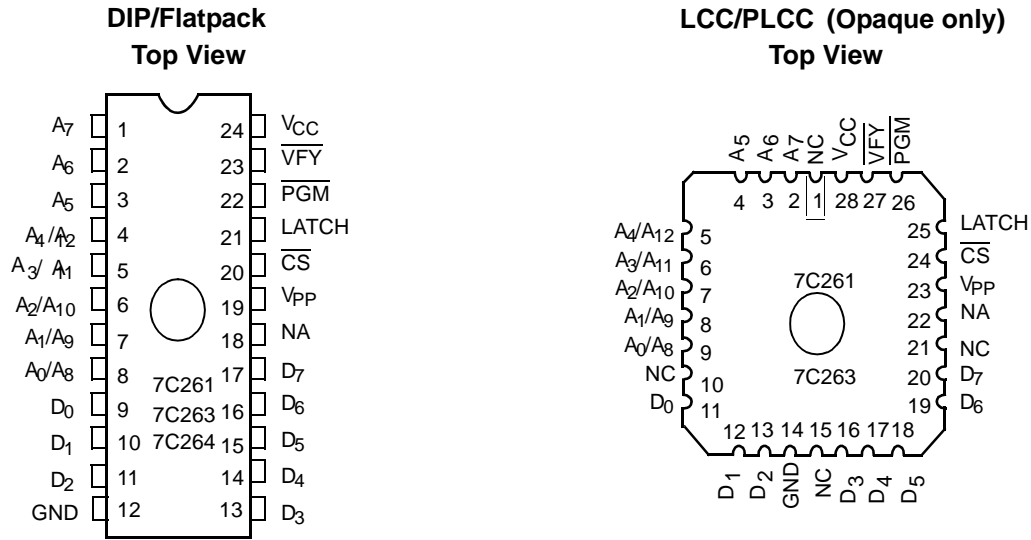 DIP/Flatpack
Top View
A7 1 24 VCC
A6 2 23 VFY
A5 3 22 PGM
A4/A12 4 21 LATCH
A3/ A11 5 20 CS
A2/A10 6 19 VPP
A1/A9 7 18 NA
A0/A8 8 17 D7
7C261
D0 9 16 D6
7C263
D1 10 15 D5
7C264
D2 11 14 D4
GND 12 13 D3
LCC/PLCC (Opaque only)
Top View
A5 A6 A7 NC VCC VFY PGM
4 3 2 1 28 27 26
A4/A12 5 25 LATCH
A3/A11 6 24 CS
A2/A10 7 23 VPP
A1/A9 8 22 NA
A0/A8 9 21 NC
NC 10 20 D7
D0 11 19 D6
7C261
7C263
12 13 14 15 16 17 18
D1 D2 GND NC D3 D4 D5